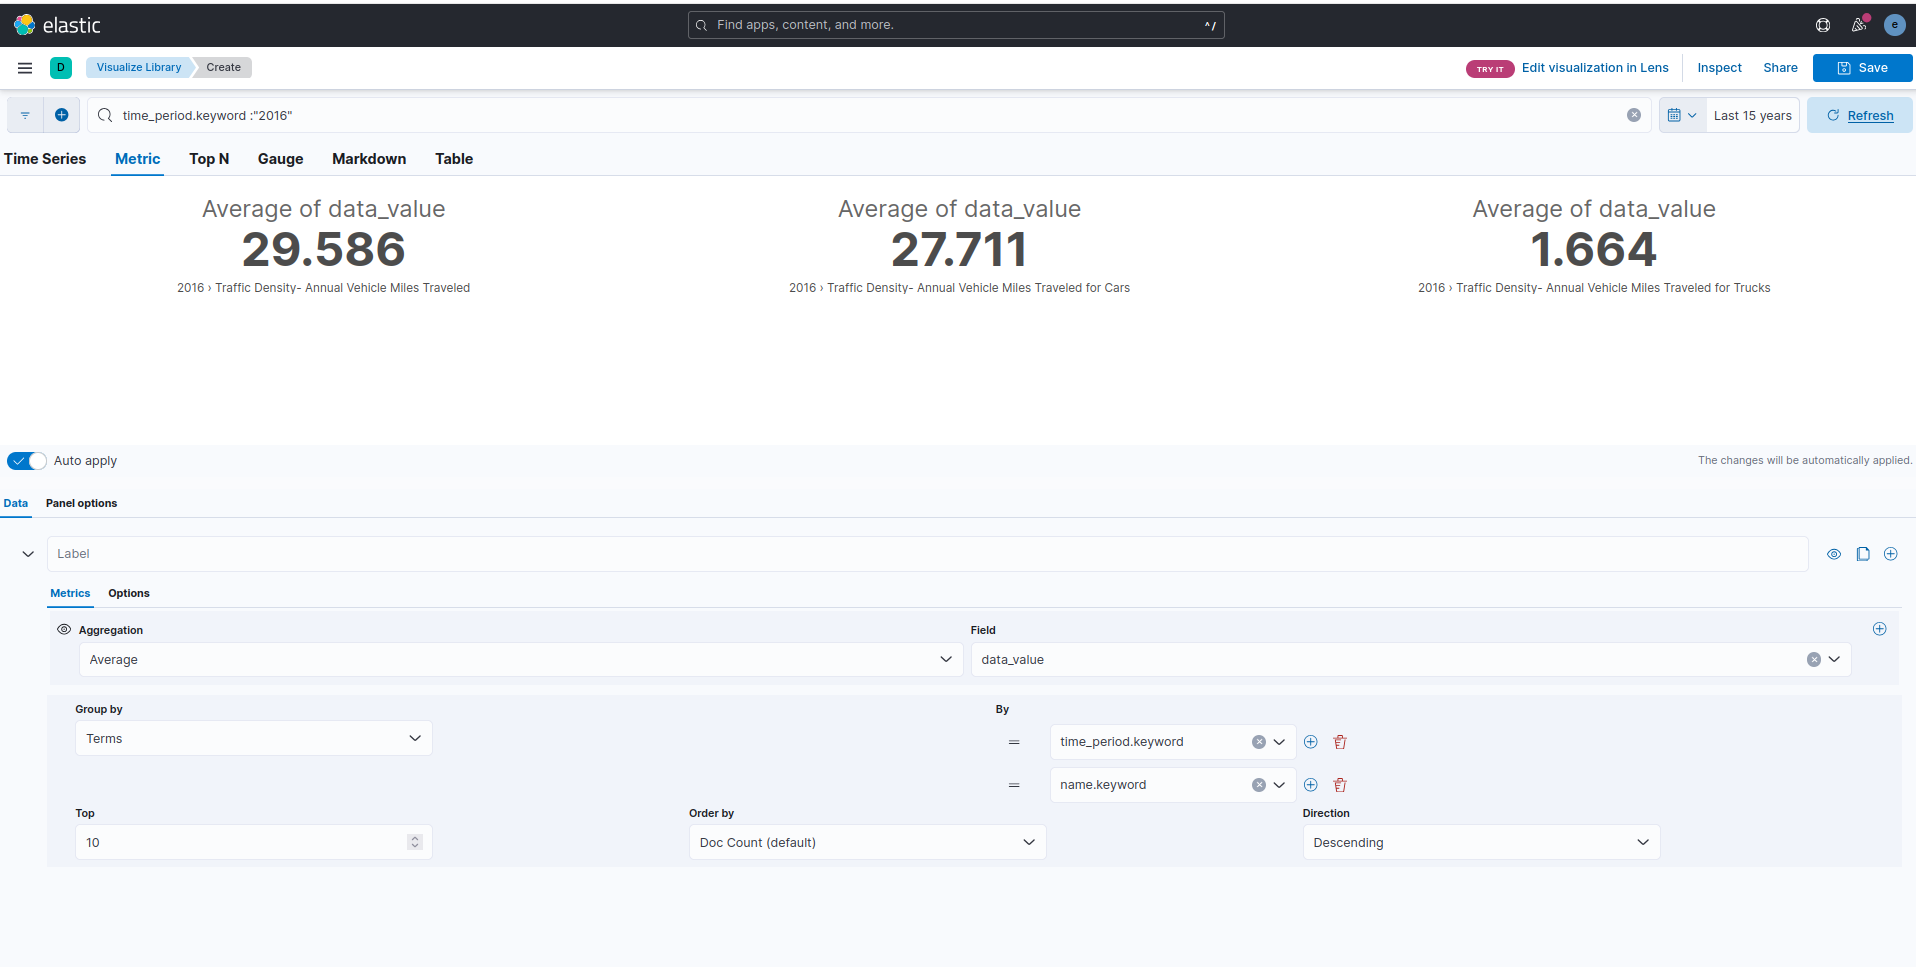 elastic
Find apps, content, and more.
^/
e
D
Visualize Library
Create
TRY IT
Edit visualization in Lens
Inspect
Share
Save
time_period.keyword :"2016"
Last 15 years
Refresh
Time Series
Metric
Top N
Gauge
Markdown
Table
Average of data_value
29.586
2016 › Traffic Density- Annual Vehicle Miles Traveled
Average of data_value
27.711
2016 › Traffic Density- Annual Vehicle Miles Traveled for Cars
Average of data_value
1.664
2016 › Traffic Density- Annual Vehicle Miles Traveled for Trucks
Auto apply
The changes will be automatically applied.
Data
Panel options
Label
Metrics
Options
Aggregation
Field
Average
data_value
Group by
By
Terms
time_period.keyword
name.keyword
Top
Order by
Direction
10
Doc Count (default)
Descending